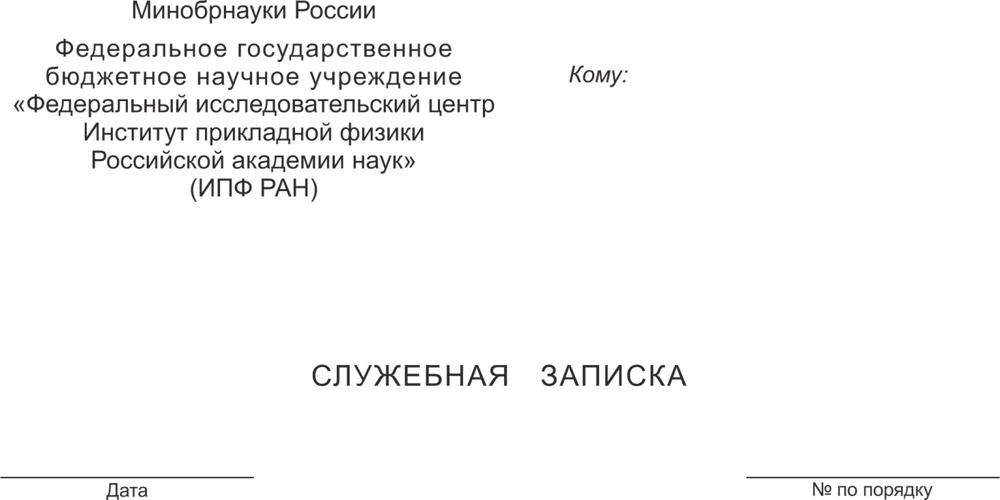 Минобрнауки России
Федеральное государственное
бюджетное научное учреждение
«Федеральный исследовательский центр
Институт прикладной физики
Российской академии наук»
(ИПФ РАН)
Кому:
СЛУЖЕБНАЯ ЗАПИСКА
Дата
№ по порядку